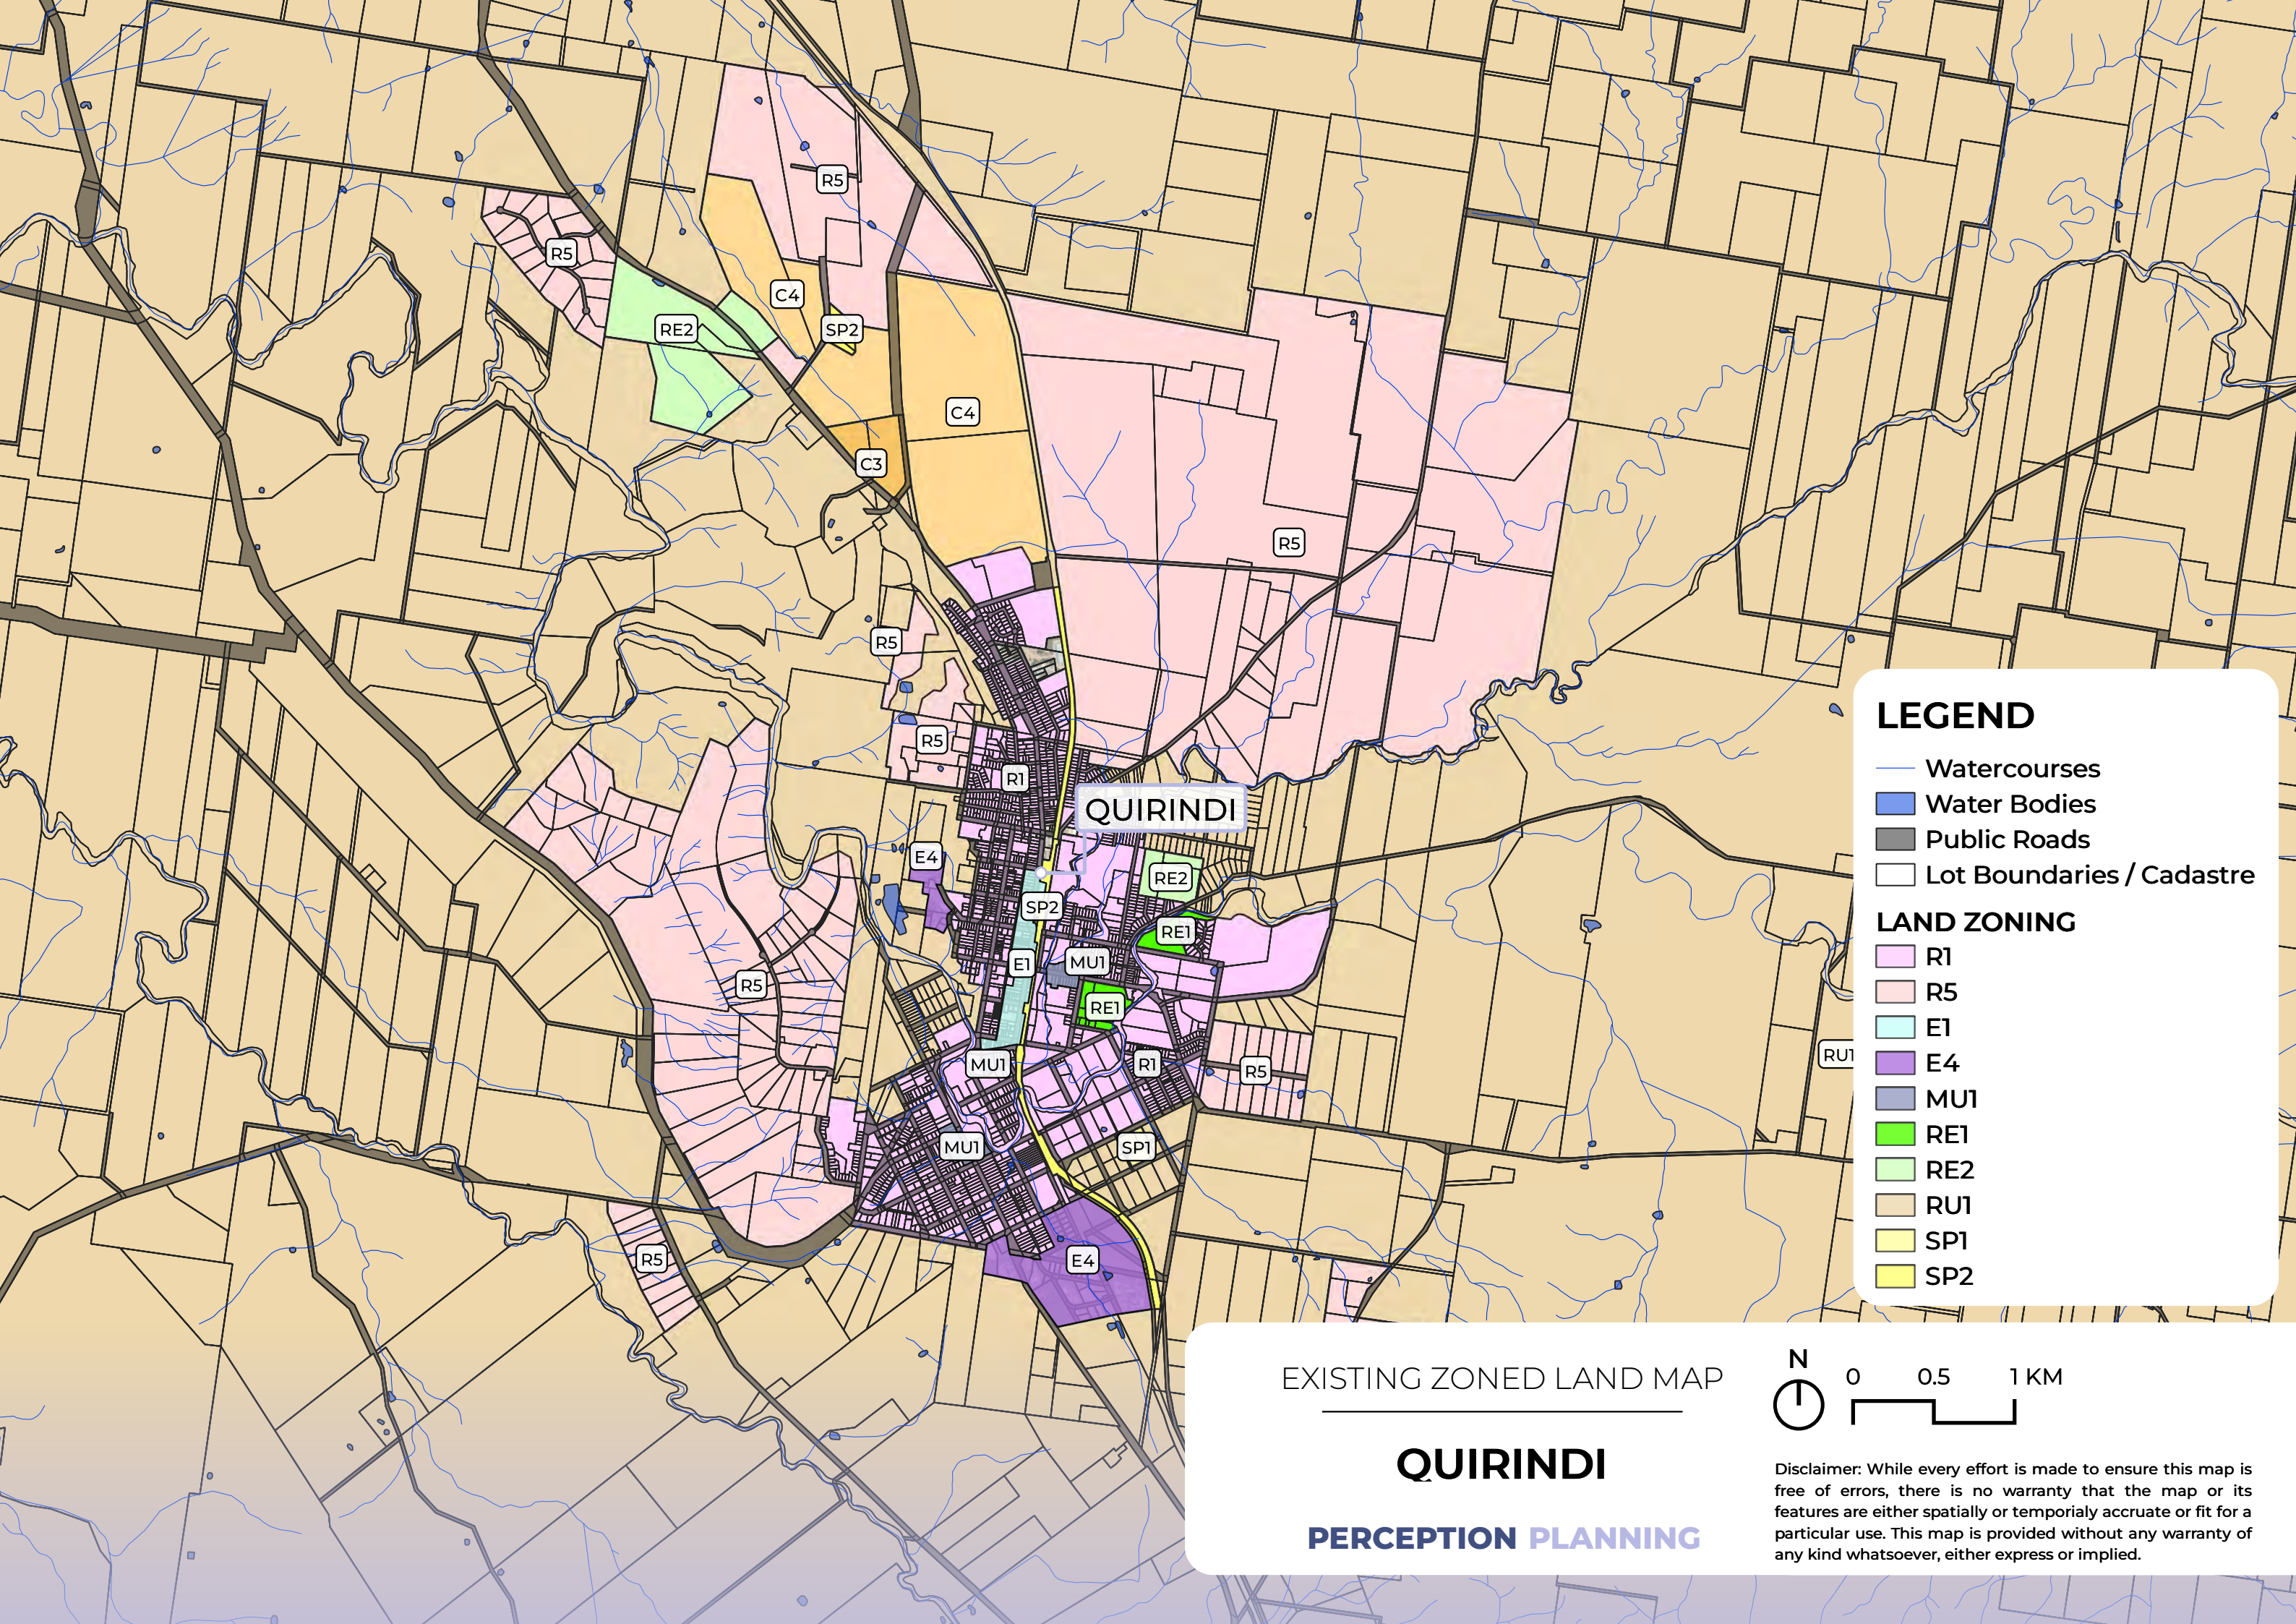 R5
R5
C4
RE2
SP2
C4
C3
R5
R5
R5
R1
QUIRINDI
E4
RE2
SP2
RE1
E1
MU1
R5
RE1
MU1
R1
R5
RU1
MU1
SP1
R5
E4
LEGEND
Watercourses
Water Bodies
Public Roads
Lot Boundaries / Cadastre
LAND ZONING
R1
R5
E1
E4
MU1
RE1
RE2
RU1
SP1
SP2
EXISTING ZONED LAND MAP
QUIRINDI
PERCEPTION PLANNING
N
0 0.5 1 KM
Disclaimer: While every effort is made to ensure this map is
free of errors, there is no warranty that the map or its
features are either spatially or temporialy accruate or fit for a
particular use. This map is provided without any warranty of
any kind whatsoever, either express or implied.